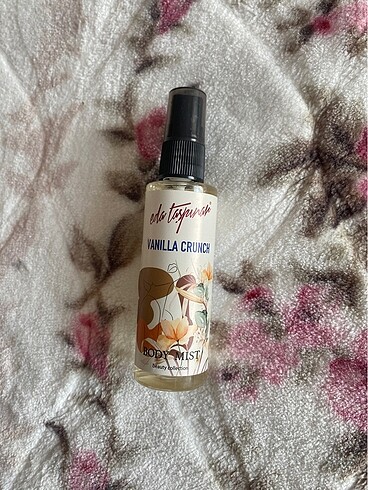 eda taşpınar
VANILLA CRUNCH
BODY MIST
Beauty collection